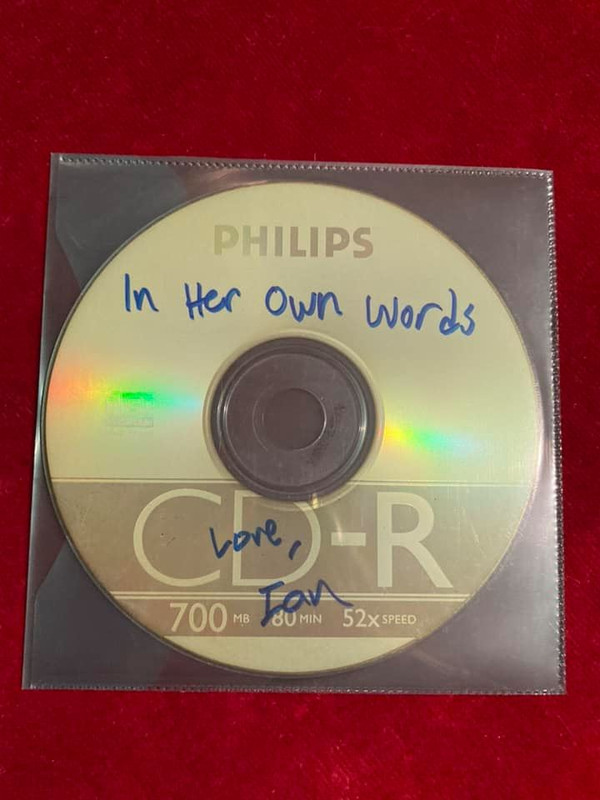 PHILIPS
In Her Own Words
CD-R
Love,
Ian
700 MB 80 MIN 52x SPEED